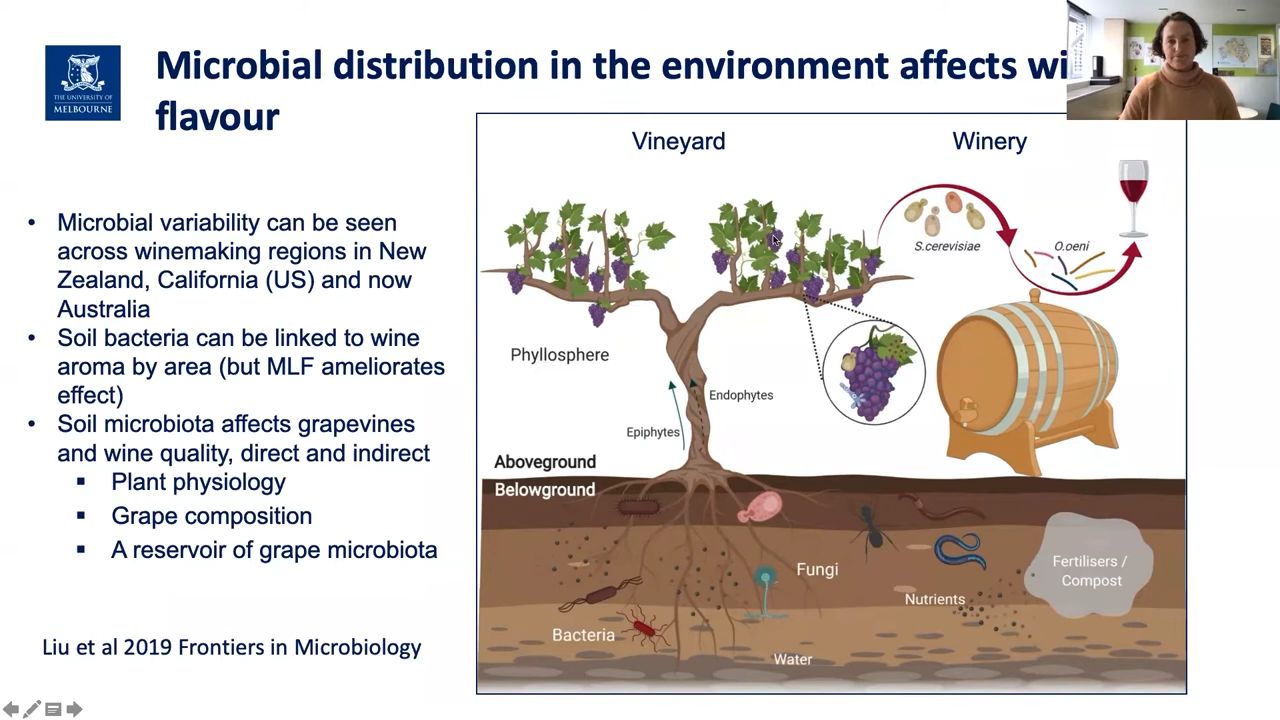 Microbial distribution in the environment affects wi
flavour
THE UNIVERSITY OF
MELBOURNE
Microbial variability can be seen
across winemaking regions in New
Zealand, California (US) and now
Australia
Soil bacteria can be linked to wine
aroma by area (but MLF ameliorates
effect)
Soil microbiota affects grapevines
and wine quality, direct and indirect
Plant physiology
Grape composition
A reservoir of grape microbiota
Liu et al 2019 Frontiers in Microbiology
Vineyard
Winery
S.cerevisiae
O.oeni
Phyllosphere
Endophytes
Epiphytes
Aboveground
Belowground
Fungi
Fertilisers /
Compost
Nutrients
Bacteria
Water